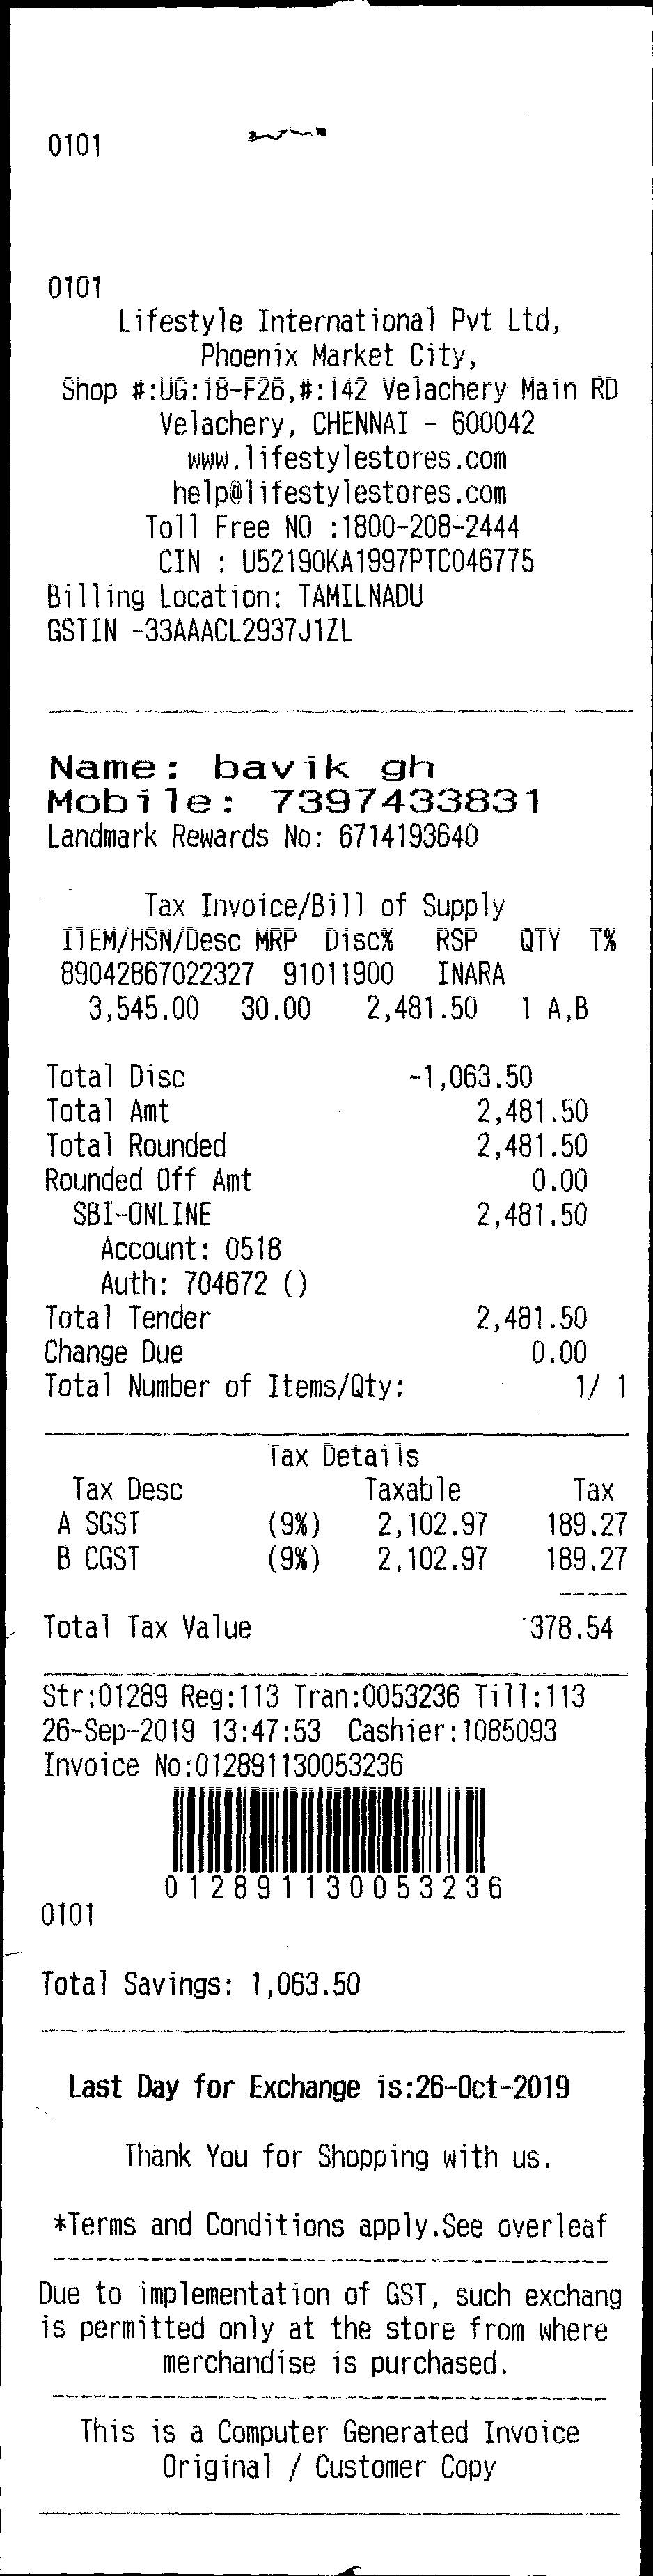 0101
0101
Lifestyle International Pvt Ltd,
Phoenix Market City,
Shop #:UG:18-F26,#:142 Velachery Main RD
Velachery, CHENNAI - 600042
www.lifestylestores.com
help@lifestylestores.com
Toll Free NO :1800-208-2444
CIN : U52190KA1997PTC046775
Billing Location: TAMILNADU
GSTIN -33AAACL2937J1ZL
Name: bavik gh
Mobile: 7397433831
Landmark Rewards No: 6714193640
Tax Invoice/Bill of Supply
ITEM/HSN/Desc MRP Disc% RSP QTY T%
89042867022327 91011900 INARA
3,545.00 30.00 2,481.50 1 A,B
Total Disc -1,063.50
Total Amt 2,481.50
Total Rounded 2,481.50
Rounded Off Amt 0.00
SBI-ONLINE 2,481.50
Account: 0518
Auth: 704672 ()
Total Tender 2,481.50
Change Due 0.00
Total Number of Items/Qty: 1/ 1
Tax Details
Tax Desc Taxable Tax
A SGST (9%) 2,102.97 189.27
B CGST (9%) 2,102.97 189.27
Total Tax Value 378.54
Str:01289 Reg:113 Tran:0053236 Till:113
26-Sep-2019 13:47:53 Cashier:1085093
Invoice No:012891130053236
012891130053236
0101
Total Savings: 1,063.50
Last Day for Exchange is:26-Oct-2019
Thank You for Shopping with us.
*Terms and Conditions apply.See overleaf
Due to implementation of GST, such exchang
is permitted only at the store from where
merchandise is purchased.
This is a Computer Generated Invoice
Original / Customer Copy